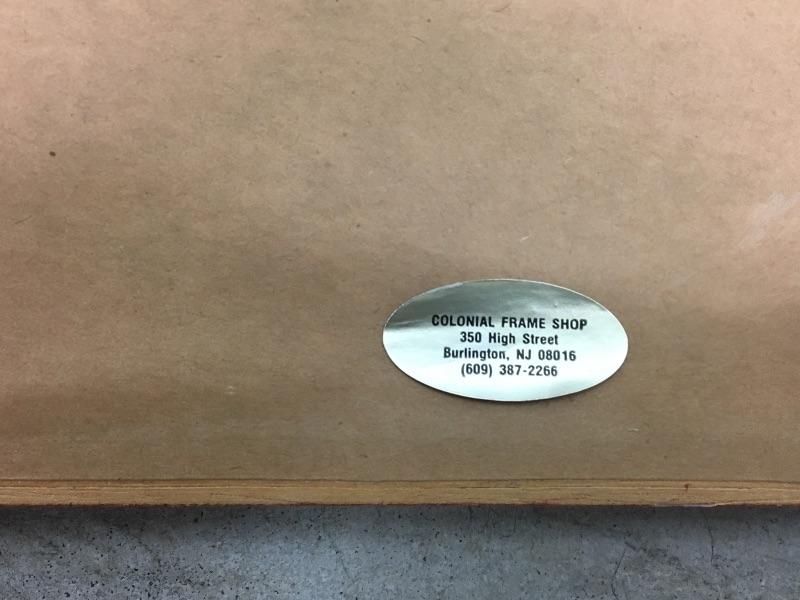 COLONIAL FRAME SHOP
350 High Street
Burlington, NJ 08016
(609) 387-2266